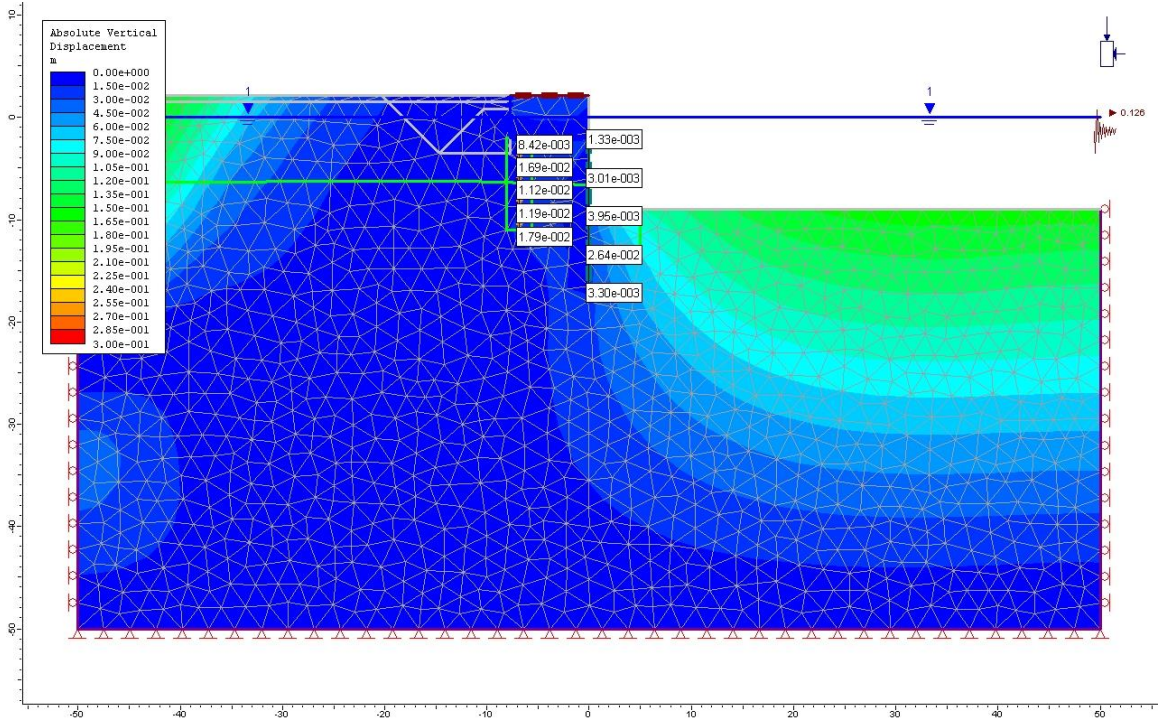 Absolute Vertical
Displacement
m
0.00e+000
1.50e-002
3.00e-002
4.50e-002
6.00e-002
7.50e-002
9.00e-002
1.05e-001
1.20e-001
1.35e-001
1.50e-001
1.65e-001
1.80e-001
1.95e-001
2.10e-001
2.25e-001
2.40e-001
2.55e-001
2.70e-001
2.85e-001
3.00e-001
10
0
-10
-20
-30
-40
-50
1
1
0.126
8.42e-003
1.69e-002
1.12e-002
1.19e-002
1.79e-002
1.33e-003
3.01e-003
3.95e-003
2.64e-002
3.30e-003
-50
-40
-30
-20
-10
0
10
20
30
40
50